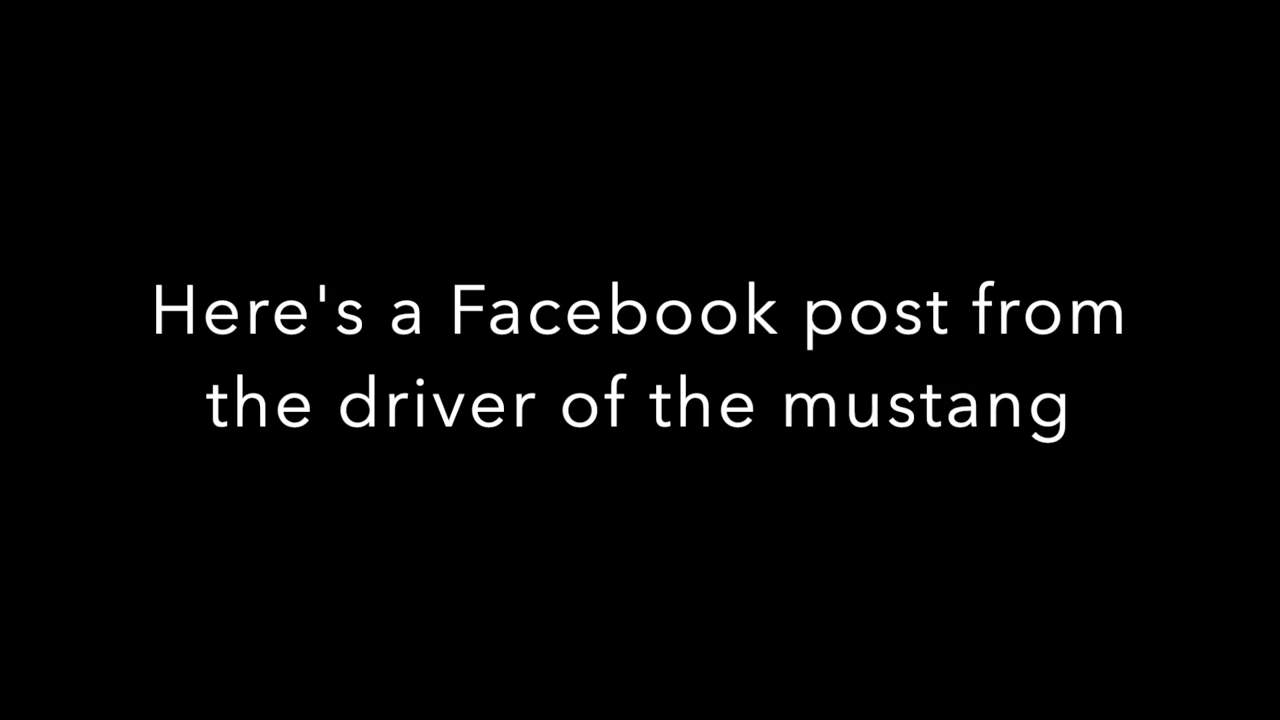 Here's a Facebook post from
the driver of the mustang